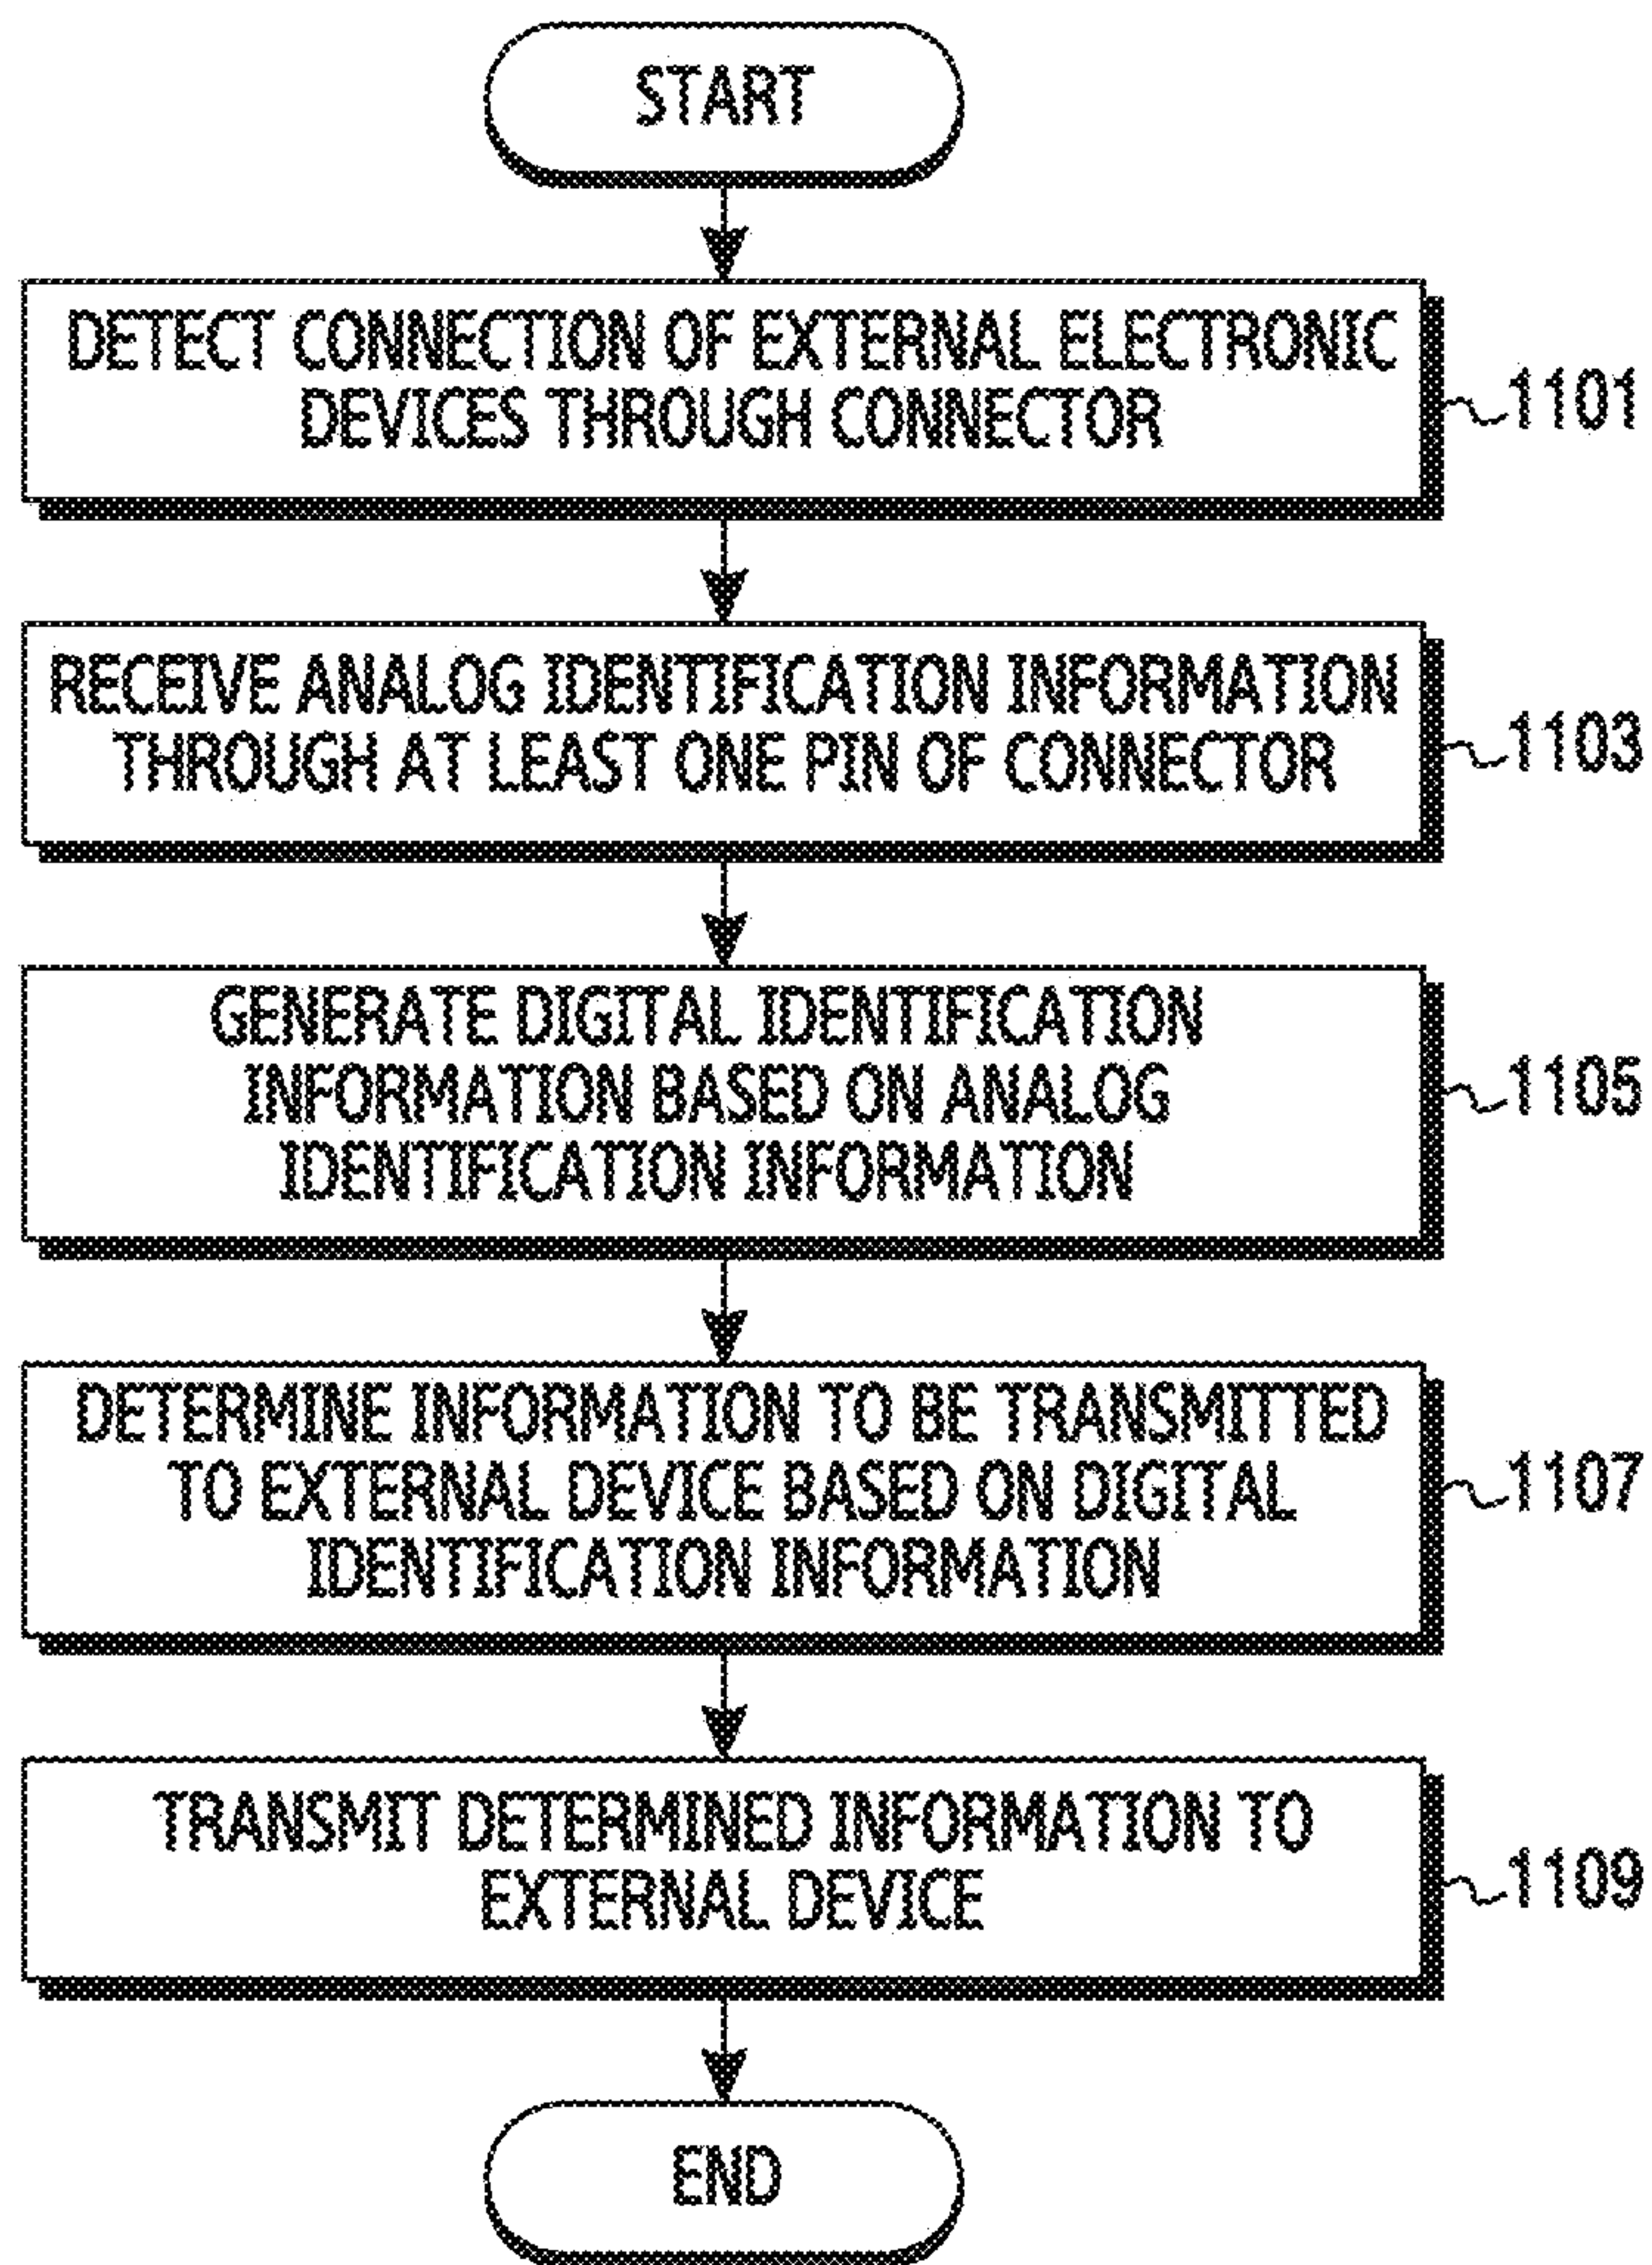 START
DETECT CONNECTION OF EXTERNAL ELECTRONIC
DEVICES THROUGH CONNECTOR
1101
RECEIVE ANALOG IDENTIFICATION INFORMATION
THROUGH AT LEAST ONE PIN OF CONNECTOR
1103
GENERATE DIGITAL IDENTIFICATION
INFORMATION BASED ON ANALOG
IDENTIFICATION INFORMATION
1105
DETERMINE INFORMATION TO BE TRANSMITTED
TO EXTERNAL DEVICE BASED ON DIGITAL
IDENTIFICATION INFORMATION
1107
TRANSMIT DETERMINED INFORMATION TO
EXTERNAL DEVICE
1109
END